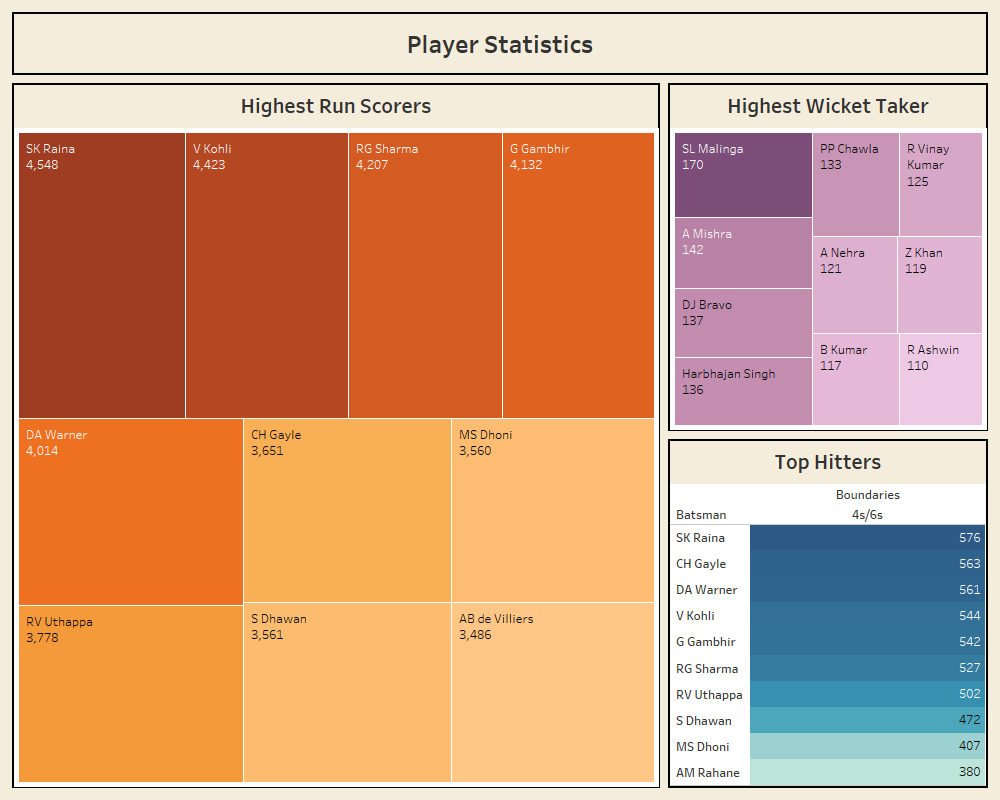 Player Statistics
Highest Run Scorers
SK Raina
4,548
V Kohli
4,423
RG Sharma
4,207
G Gambhir
4,132
DA Warner
4,014
CH Gayle
3,651
MS Dhoni
3,560
RV Uthappa
3,778
S Dhawan
3,561
AB de Villiers
3,486
Highest Wicket Taker
SL Malinga
170
PP Chawla
133
R Vinay
Kumar
125
A Mishra
142
A Nehra
121
Z Khan
119
DJ Bravo
137
B Kumar
117
R Ashwin
110
Harbhajan Singh
136
Top Hitters
Boundaries
Batsman 4s/6s
SK Raina 576
CH Gayle 563
DA Warner 561
V Kohli 544
G Gambhir 542
RG Sharma 527
RV Uthappa 502
S Dhawan 472
MS Dhoni 407
AM Rahane 380